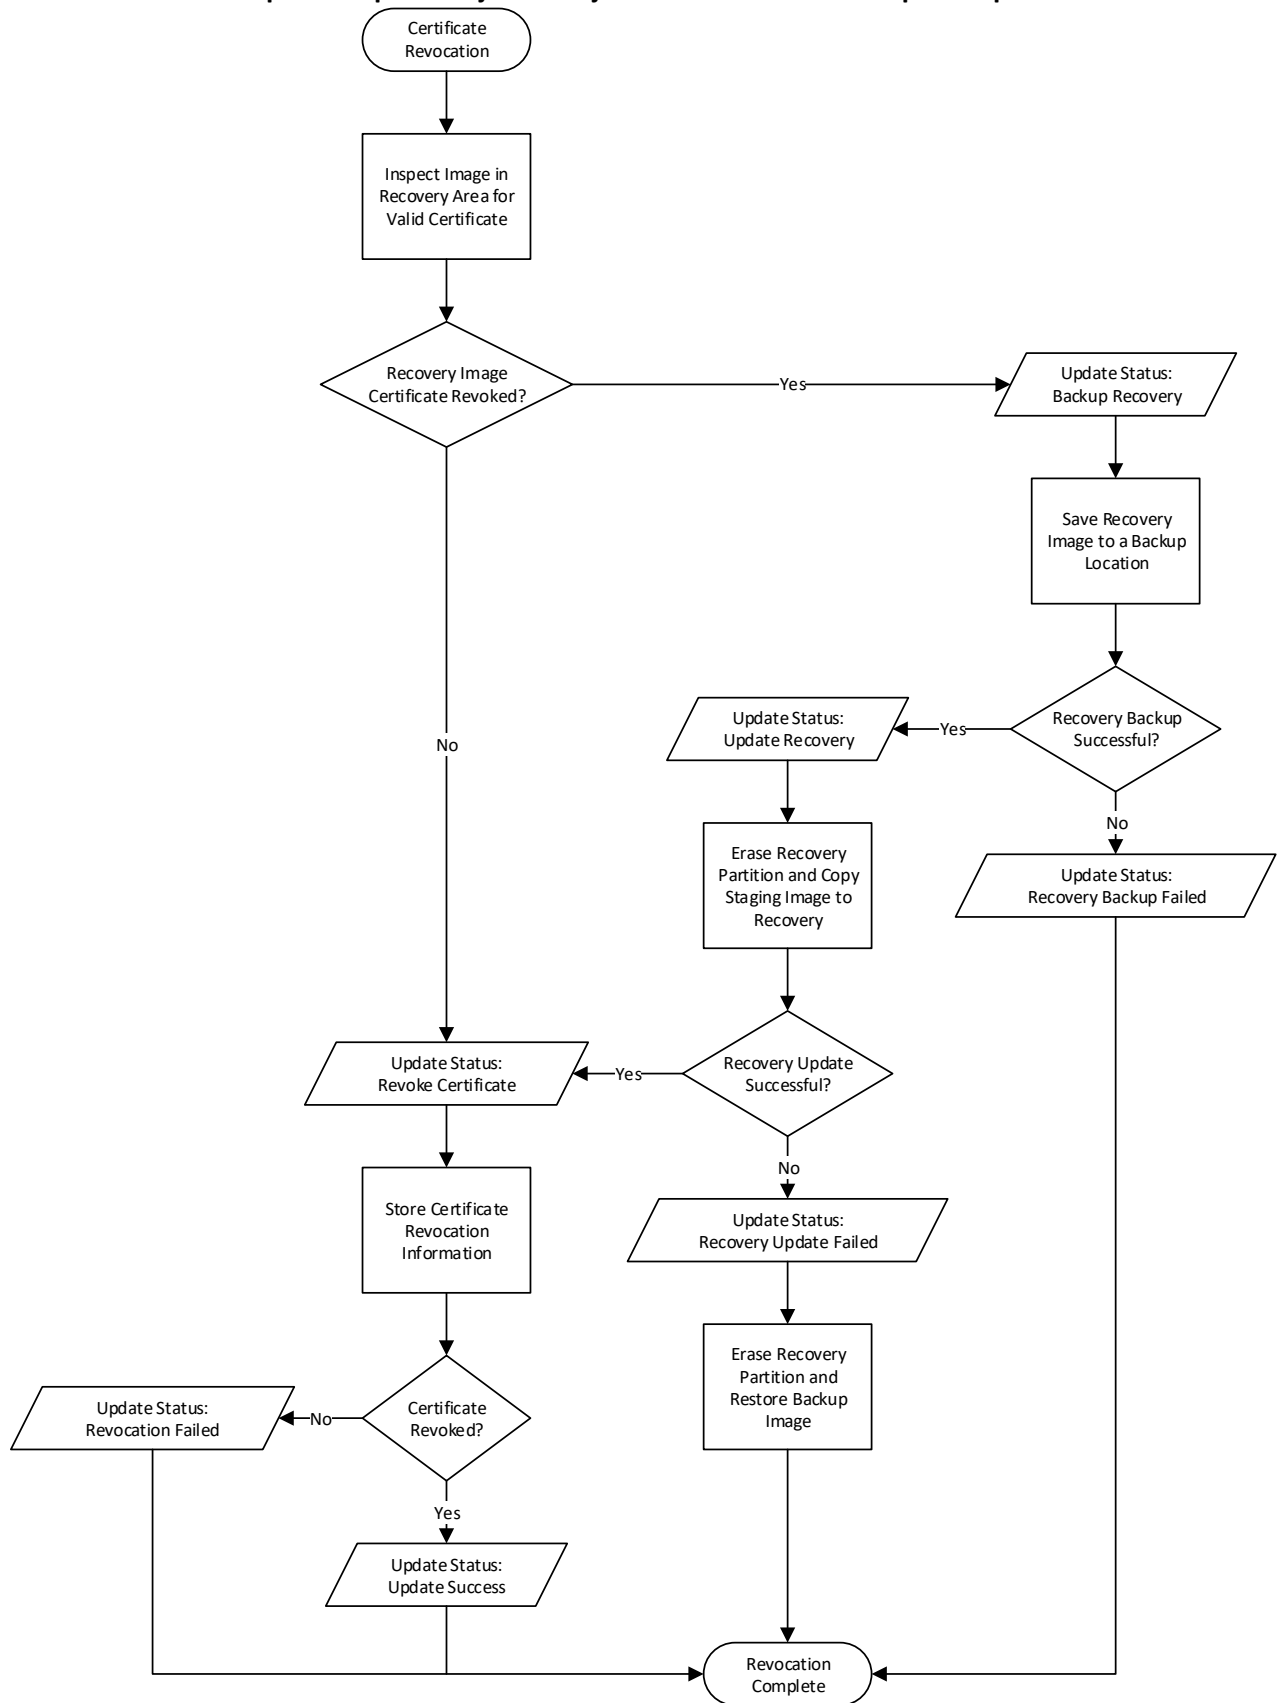 Certificate
Revocation
Inspect Image in
Recovery Area for
Valid Certificate
Recovery Image
Certificate Revoked?
Yes
Update Status:
Backup Recovery
Save Recovery
Image to a Backup
Location
Recovery Backup
Successful?
Yes
Update Status:
Update Recovery
No
No
Erase Recovery
Partition and Copy
Staging Image to
Recovery
Update Status:
Recovery Backup Failed
Recovery Update
Successful?
Yes
Update Status:
Revoke Certificate
No
Store Certificate
Revocation
Information
Update Status:
Recovery Update Failed
Erase Recovery
Partition and
Restore Backup
Image
Certificate
Revoked?
No
Update Status:
Revocation Failed
Yes
Update Status:
Update Success
Revocation
Complete